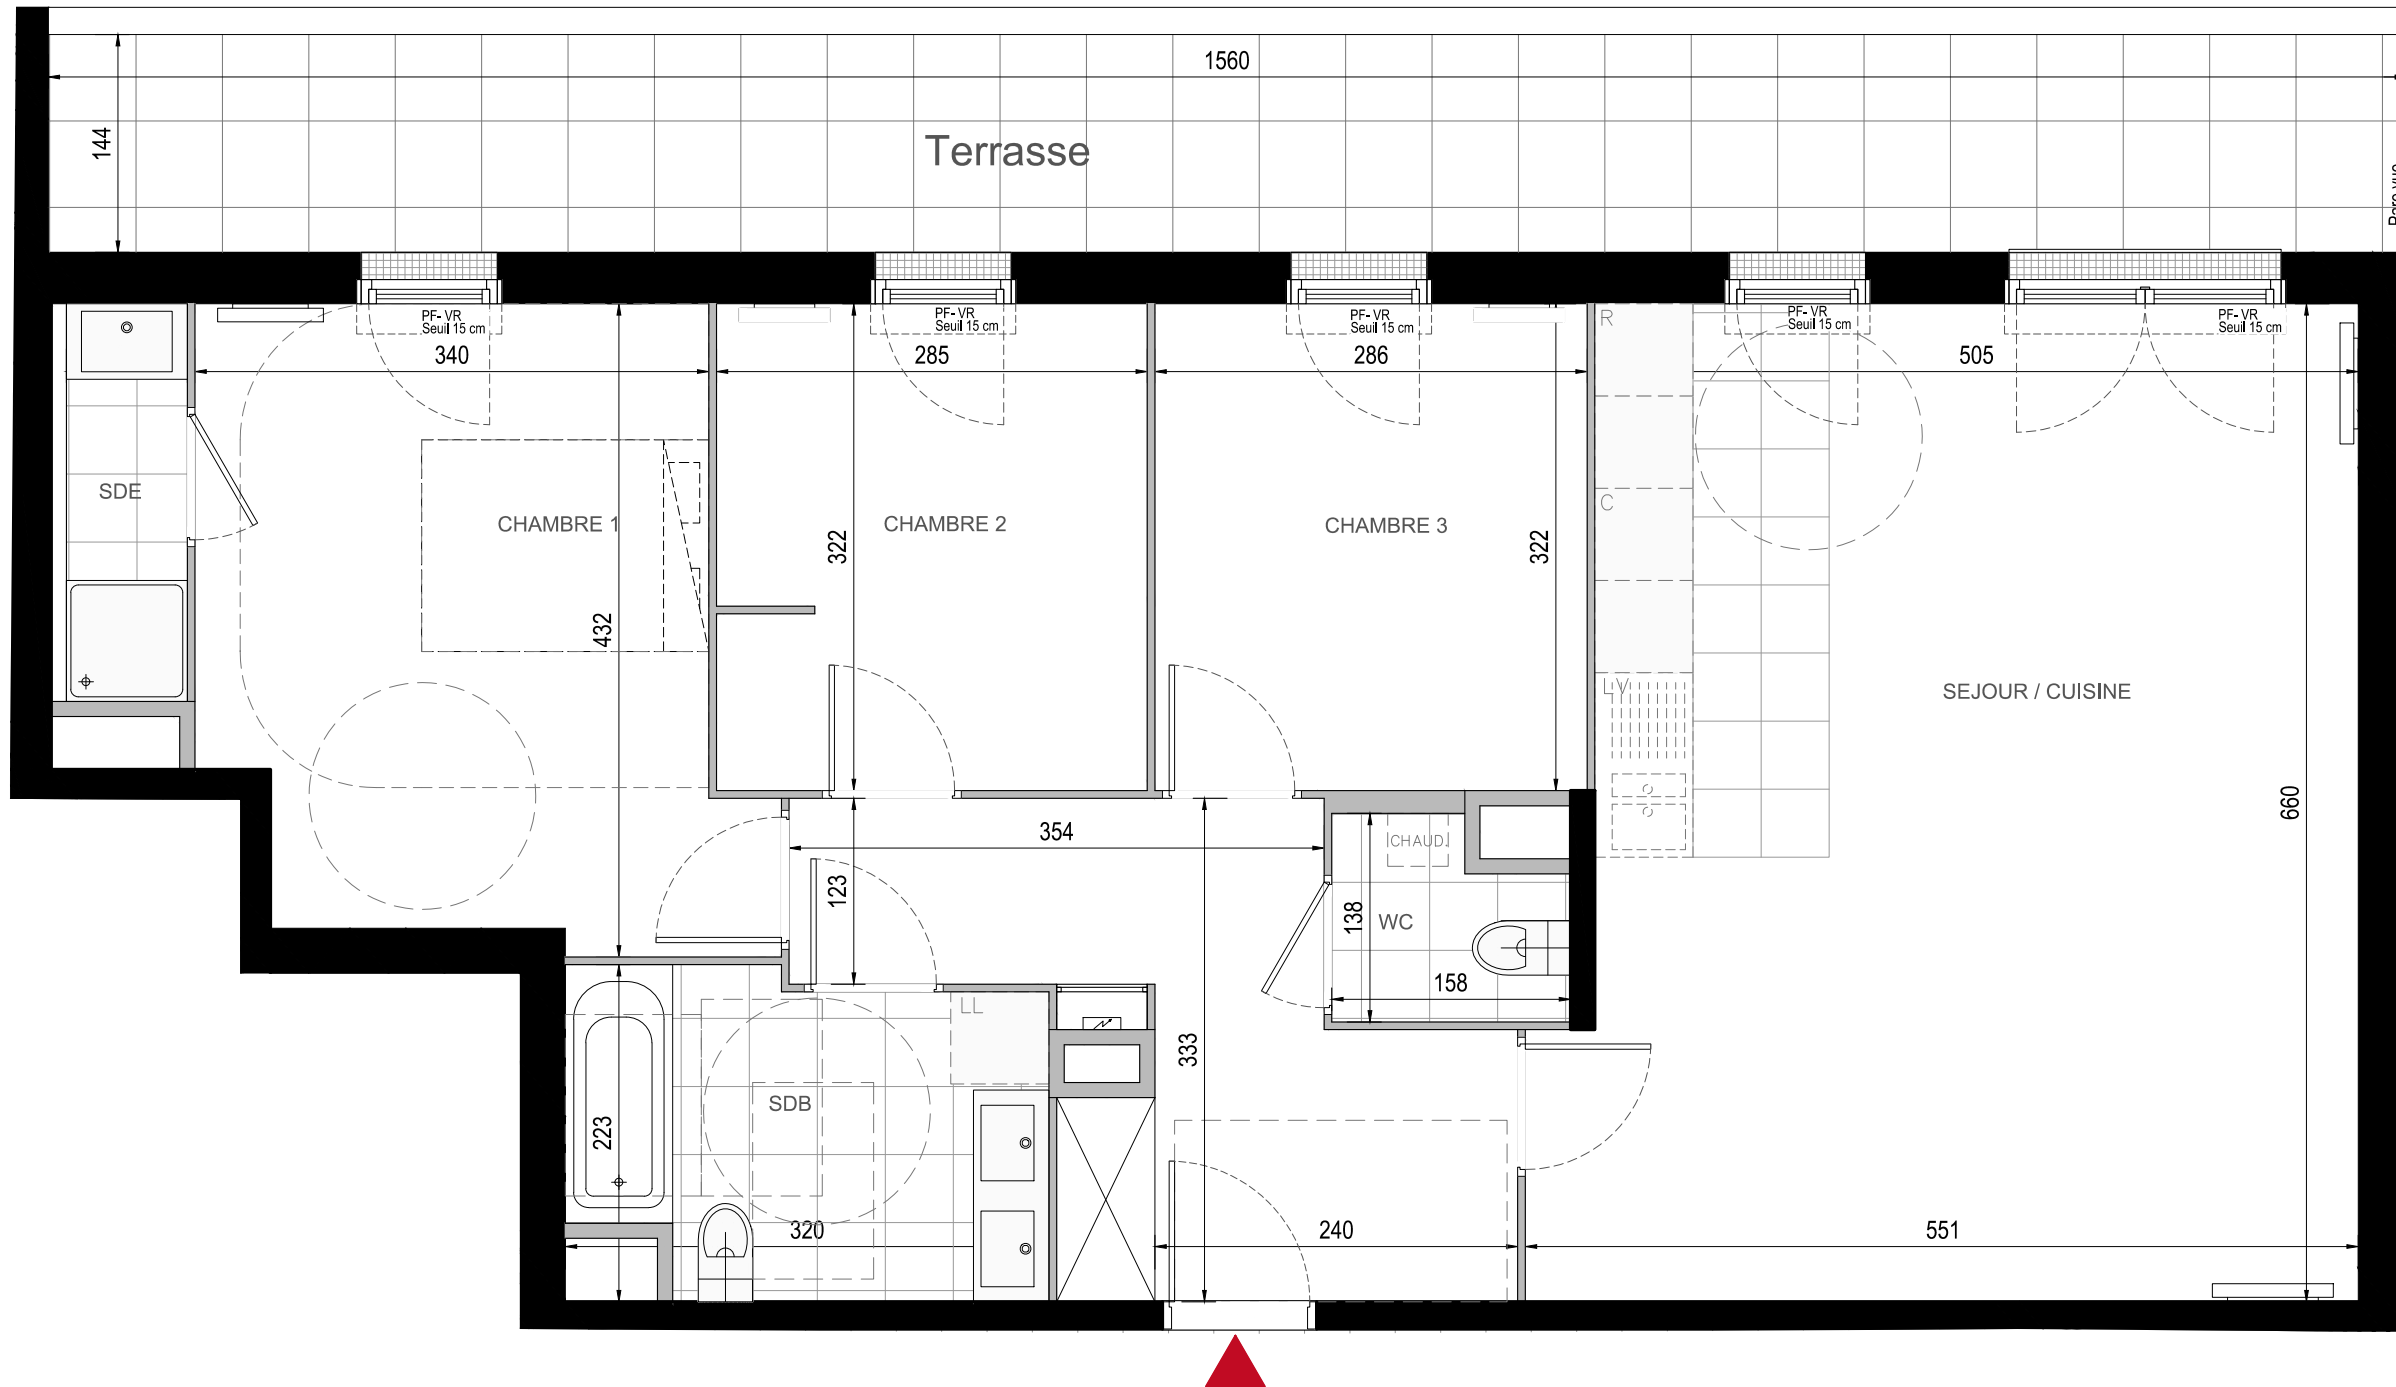 1560
144
Terrasse
Pare vue
PF- VR
Seuil 15 cm
PF- VR
Seuil 15 cm
PF- VR
Seuil 15 cm
PF- VR
Seuil 15 cm
PF- VR
Seuil 15 cm
R
340
285
286
505
SDE
CHAMBRE 1
CHAMBRE 2
CHAMBRE 3
C
322
322
432
LV
SEJOUR / CUISINE
660
354
CHAUD.
123
138
WC
158
LL
333
SDB
223
320
240
551